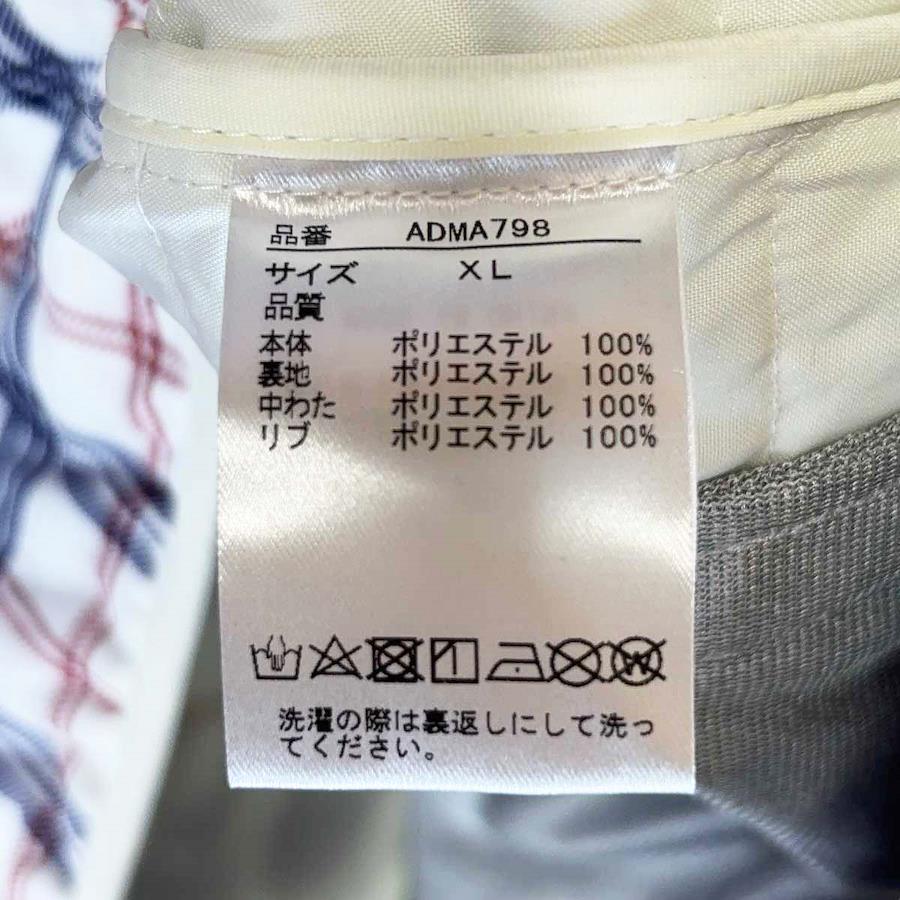 品番 ADMA798
サイズ XL
品質
本体 ポリエステル 100%
裏地 ポリエステル 100%
中わた ポリエステル 100%
リブ ポリエステル 100%
洗濯の際は裏返しにして洗っ
てください。